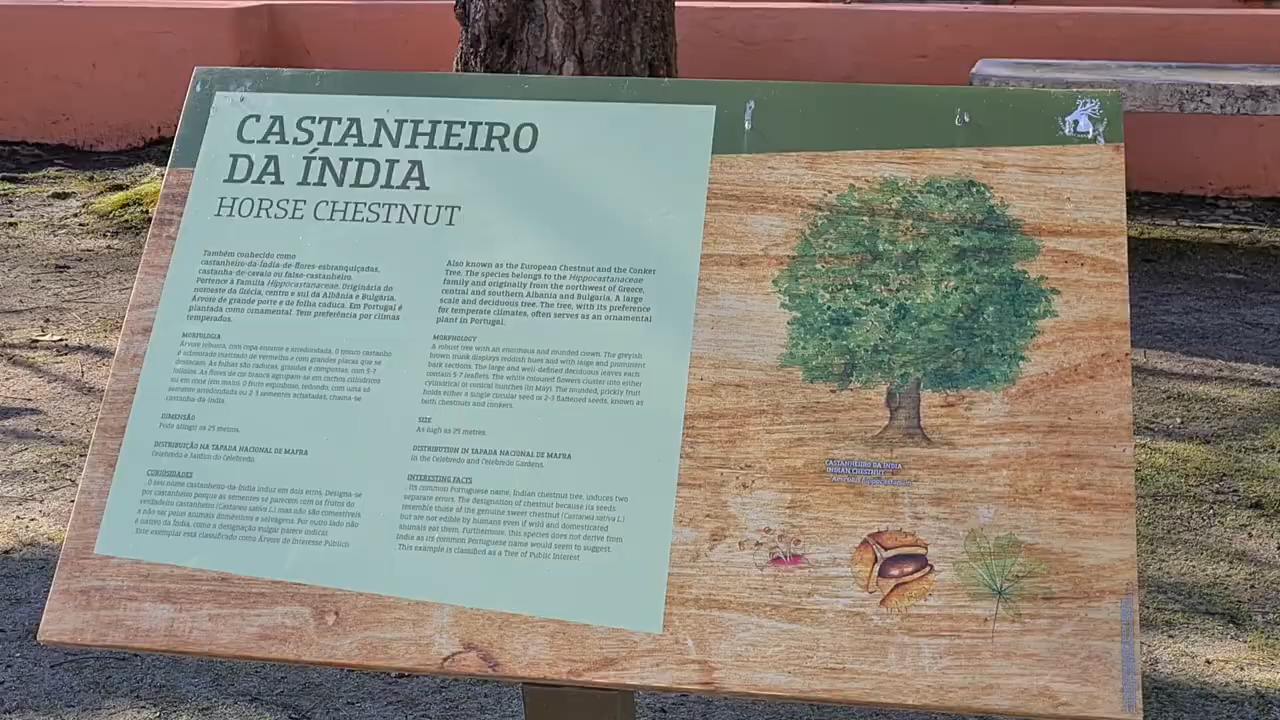 CASTANHEIRO
DA ÍNDIA
HORSE CHESTNUT
Também conhecido como
castanheiro-da-Índia-de-flores-esbranquiçadas,
castanha-de-cavalo ou falso-castanheiro.
Pertence à Família Hippocastanaceae. Originária do
noroeste da Grécia, centro e sul da Albânia e Bulgária.
Árvore de grande porte e de folha caduca. Em Portugal é
plantada como ornamental. Tem preferência por climas
temperados.
MORFOLOGIA
Árvore robusta, com copa enorme e arredondada, o tronco castanho
é adornado matizado de vermelho e com grandes placas que se
destacam. As folhas são caducas, grandes e compostas, com 5-7
folíolos. As flores de cor branca agrupam-se em cachos cilíndricos
ou em cone (em maio). O fruto espinhoso, redondo, com uma só
semente arredondada ou 2-3 sementes achatadas, chama-se
castanha-da-índia.
DIMENSÃO
Pode atingir os 25 metros.
DISTRIBUIÇÃO NA TAPADA NACIONAL DE MAFRA
Celebredo e Jardim do Celebredo.
CURIOSIDADES
. O seu nome castanheiro-da-Índia induz em dois erros. Designa-se
por castanheiro porque as sementes se parecem com os frutos do
verdadeiro castanheiro (Castanea sativa L.) mas não são comestíveis
a não ser pelos animais domésticos e selvagens. Por outro lado não
é nativo da Índia, como a designação vulgar parece indicar.
Este exemplar está classificado como Árvore de Interesse Público.
Also known as the European Chestnut and the Conker
Tree. The species belongs to the Hippocastanaceae
family and originally from the northwest of Greece,
central and southern Albania and Bulgaria. A large
scale and deciduous tree. The tree, with its preference
for temperate climates, often serves as an ornamental
plant in Portugal.
MORPHOLOGY
A robust tree with an enormous and rounded crown. The greyish
brown trunk displays reddish hues and with large and prominent
bark sections. The large and well-defined deciduous leaves each
contain 5-7 leaflets. The white coloured flowers cluster into either
cylindrical or conical bunches (in May). The rounded, prickly fruit
holds either a single circular seed or 2-3 flattened seeds, known as
both chestnuts and conkers.
SIZE
As high as 25 metres.
DISTRIBUTION IN TAPADA NACIONAL DE MAFRA
In the Celebredo and Celebredo Gardens.
INTERESTING FACTS
. Its common Portuguese name, Indian chestnut tree, induces two
separate errors. The designation of chestnut because its seeds
resemble those of the genuine sweet chestnut (Castanea sativa L.)
but are not edible by humans even if wild and domesticated
animals eat them. Furthermore, this species does not derive from
India as its common Portuguese name would seem to suggest.
This example is classified as a Tree of Public Interest.
CASTANHEIRO DA ÍNDIA
INDIAN CHESTNUT
Aesculus hippocastanum